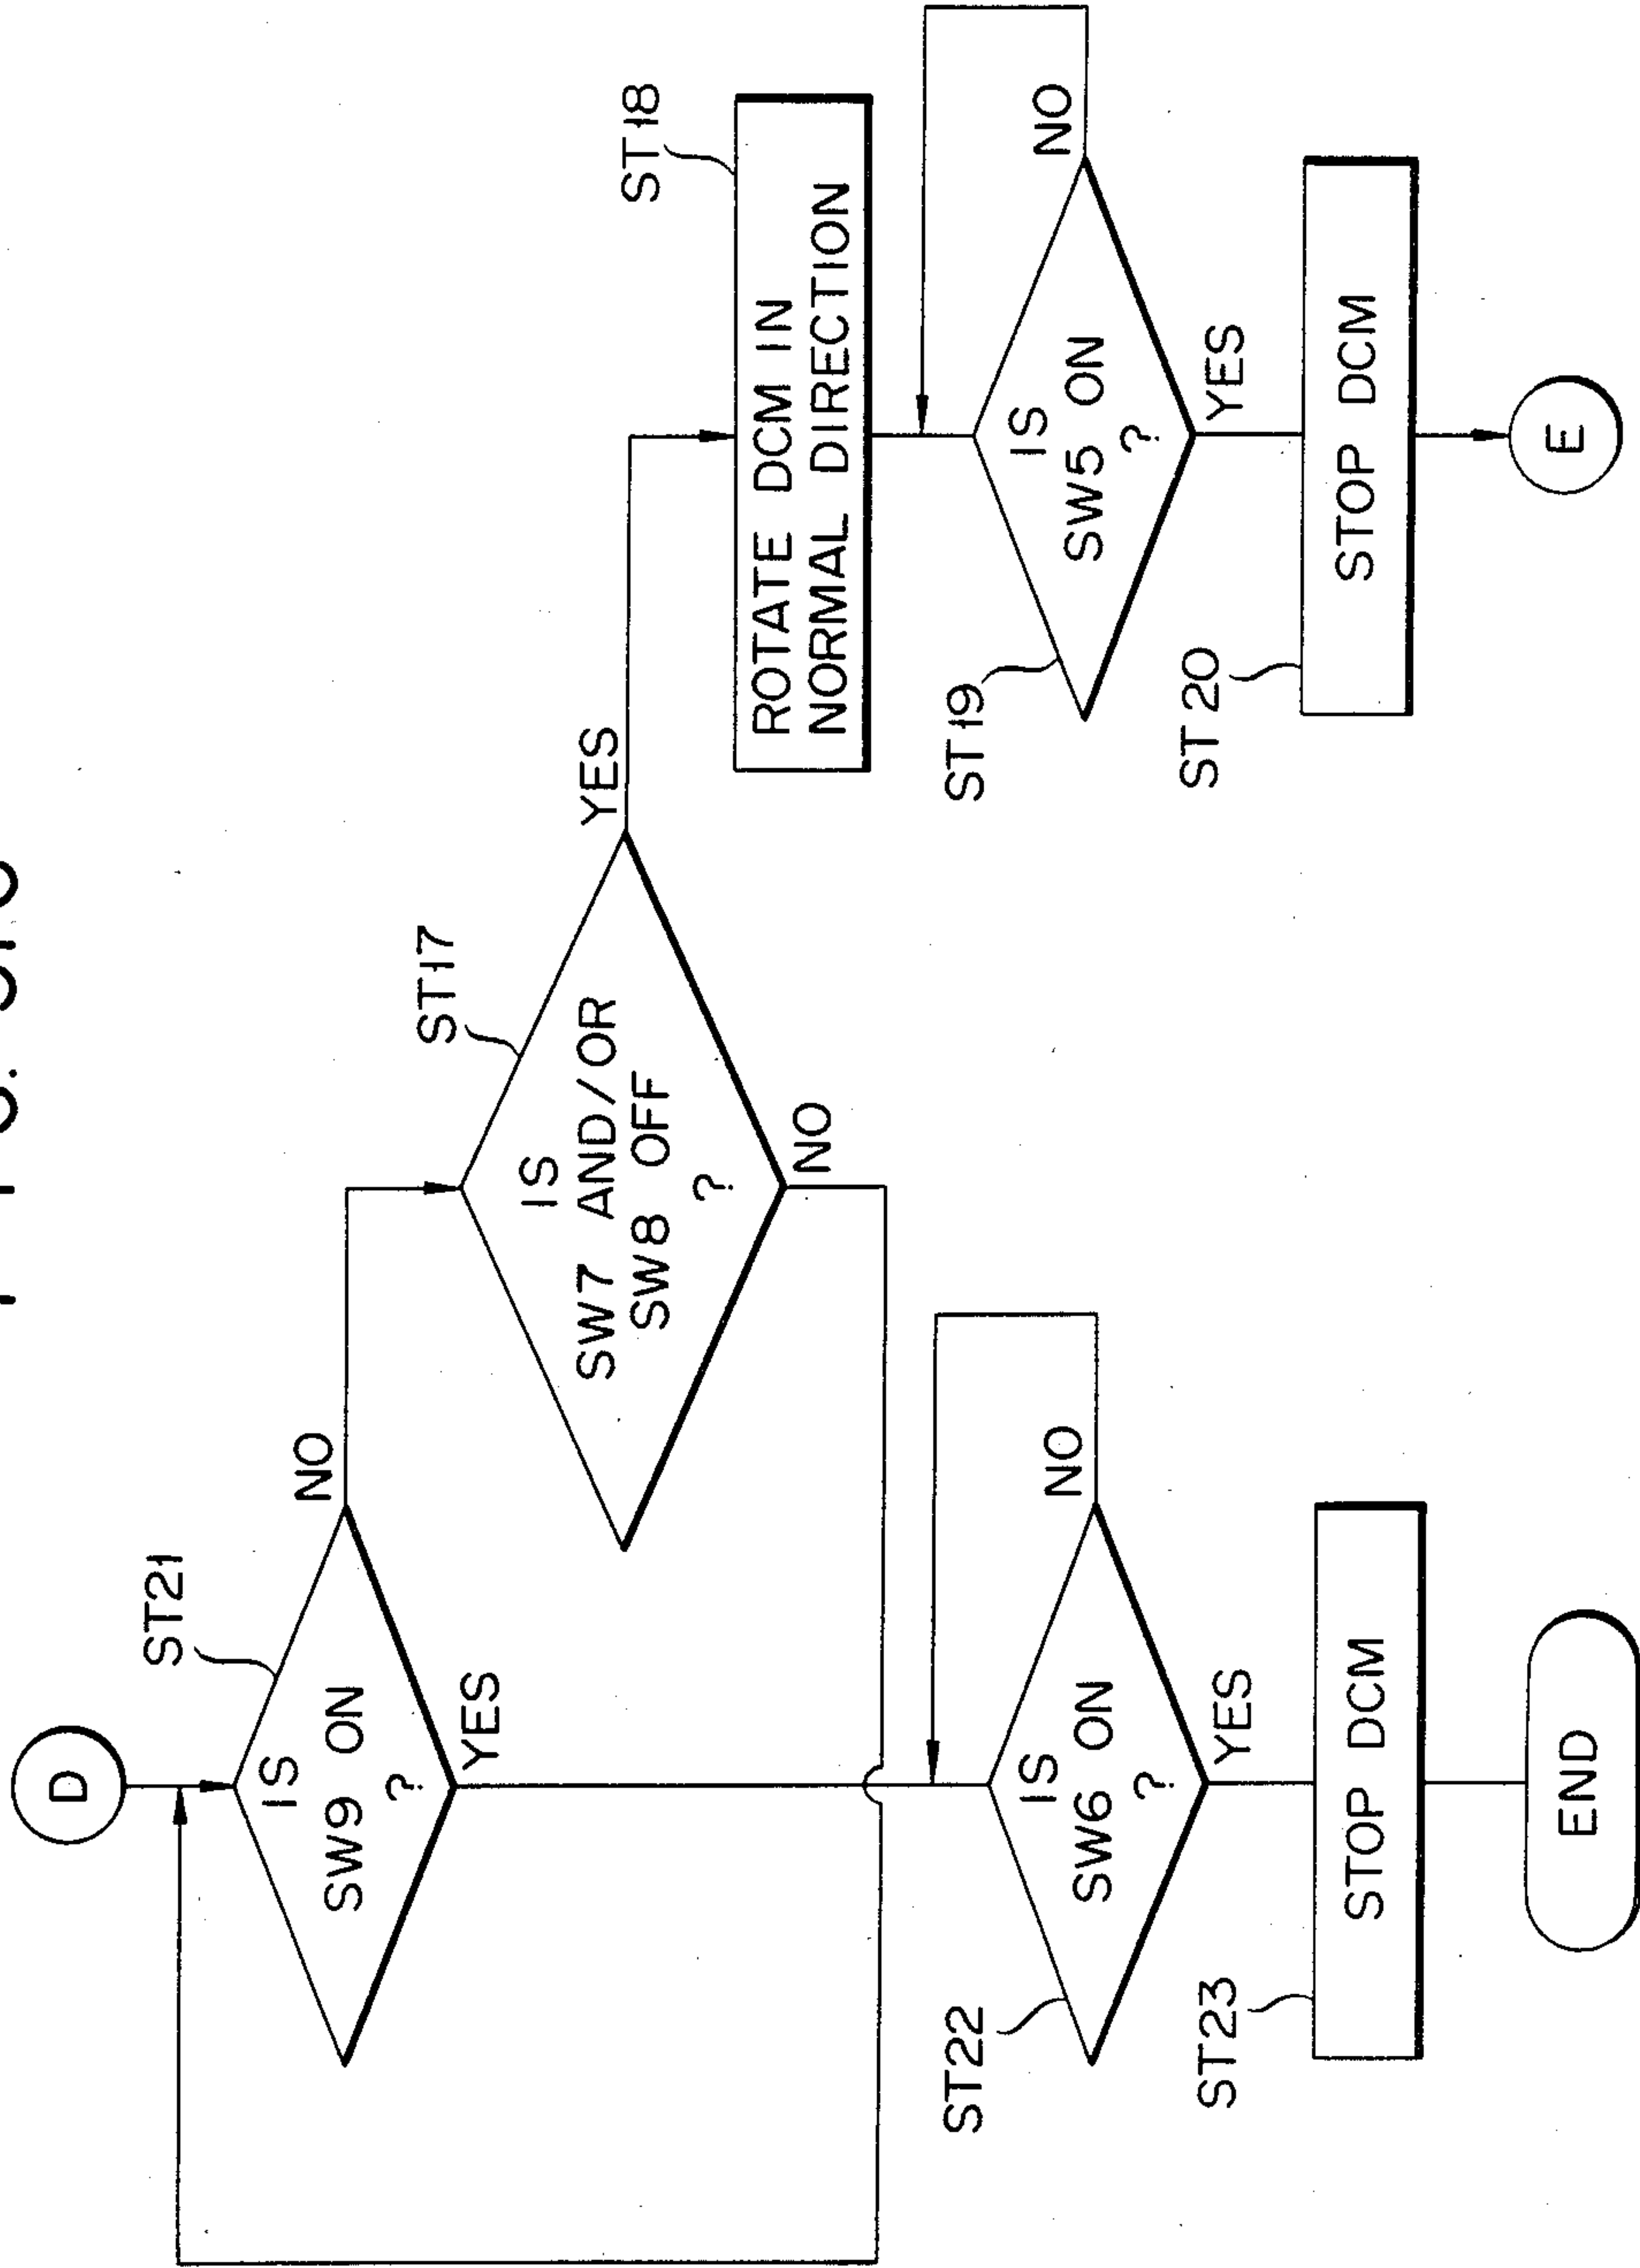 D
ST21
IS
SW9 ON
?
NO
YES
ST17
IS
SW7 AND/OR
SW8 OFF
?
YES
NO
ST18
ROTATE DCM IN
NORMAL DIRECTION
ST19
IS
SW5 ON
?
NO
YES
ST20
STOP DCM
E
ST22
IS
SW6 ON
?
NO
YES
ST23
STOP DCM
END